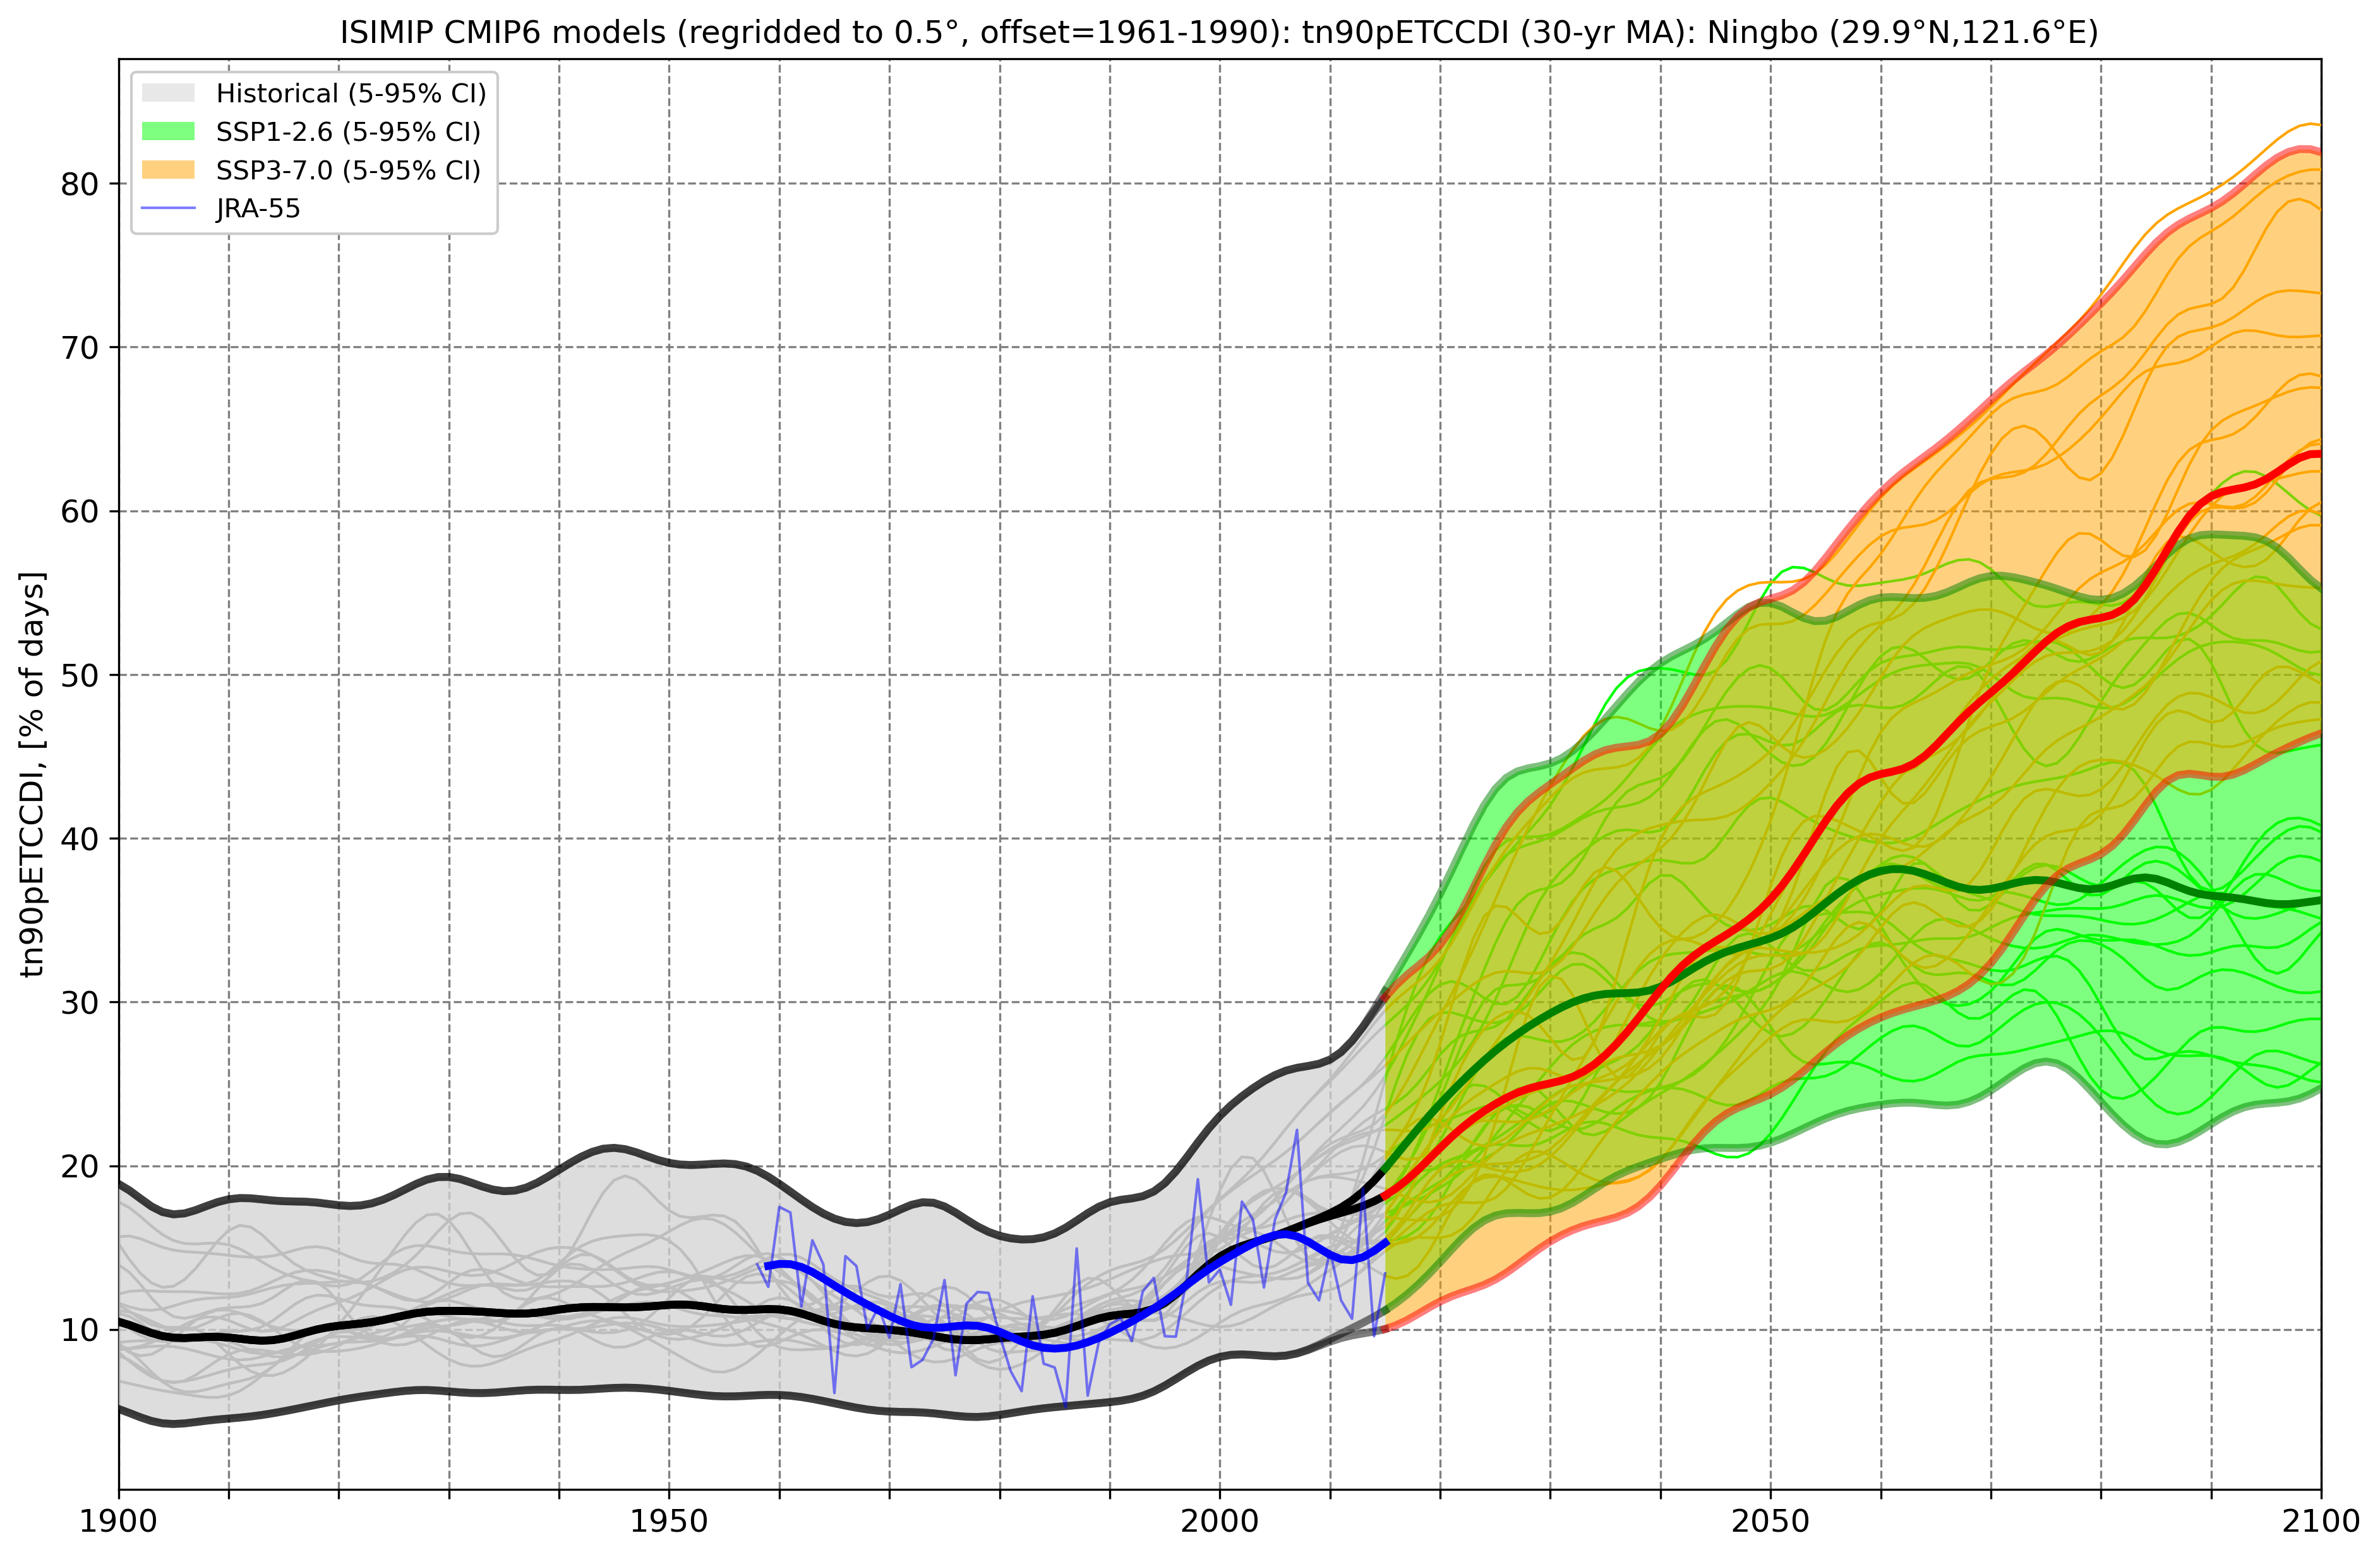 ISIMIP CMIP6 models (regridded to 0.5°, offset=1961-1990): tn90pETCCDI (30-yr MA): Ningbo (29.9°N,121.6°E)
Historical (5-95% CI)
SSP1-2.6 (5-95% CI)
SSP3-7.0 (5-95% CI)
JRA-55
tn90pETCCDI, [% of days]
80
70
60
50
40
30
20
10
1900
1950
2000
2050
2100